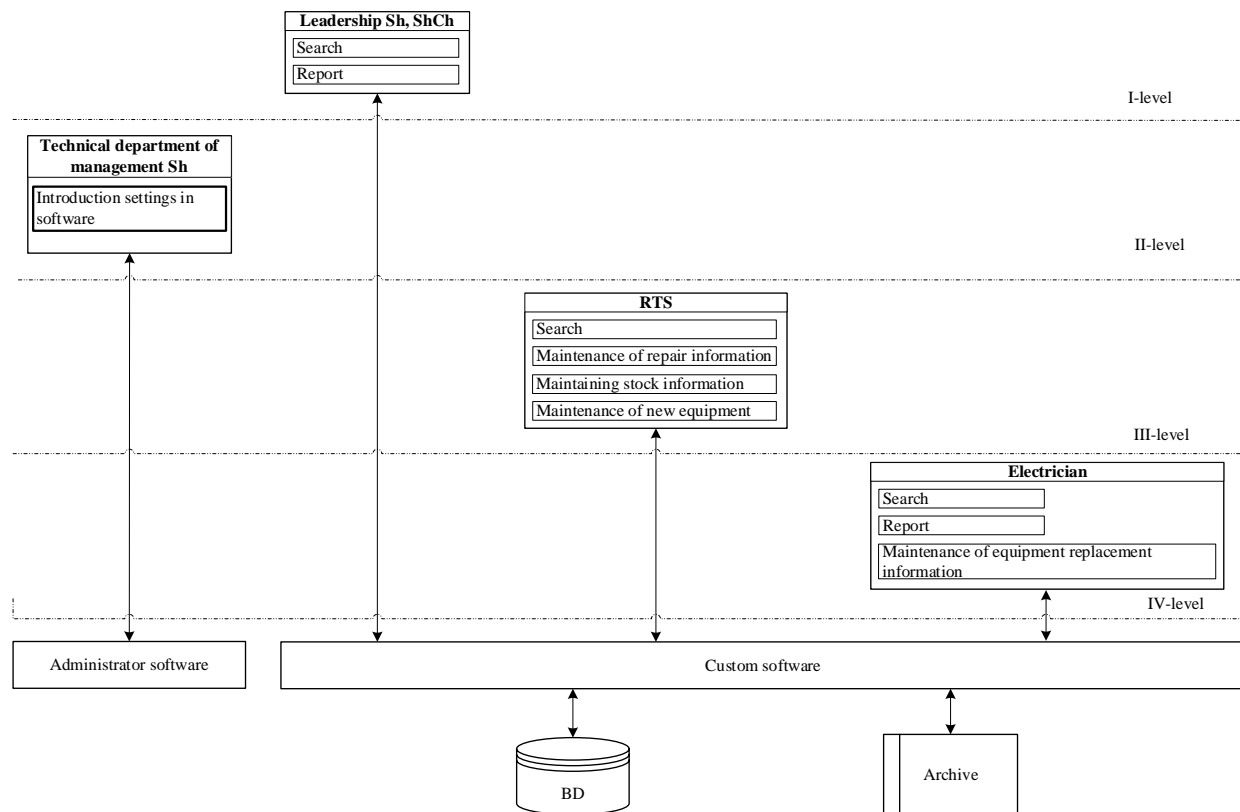 Leadership Sh, ShCh
Search
Report
I-level
Technical department of
management Sh
Introduction settings in
software
II-level
RTS
Search
Maintenance of repair information
Maintaining stock information
Maintenance of new equipment
III-level
Electrician
Search
Report
Maintenance of equipment replacement
information
IV-level
Administrator software
Custom software
BD
Archive